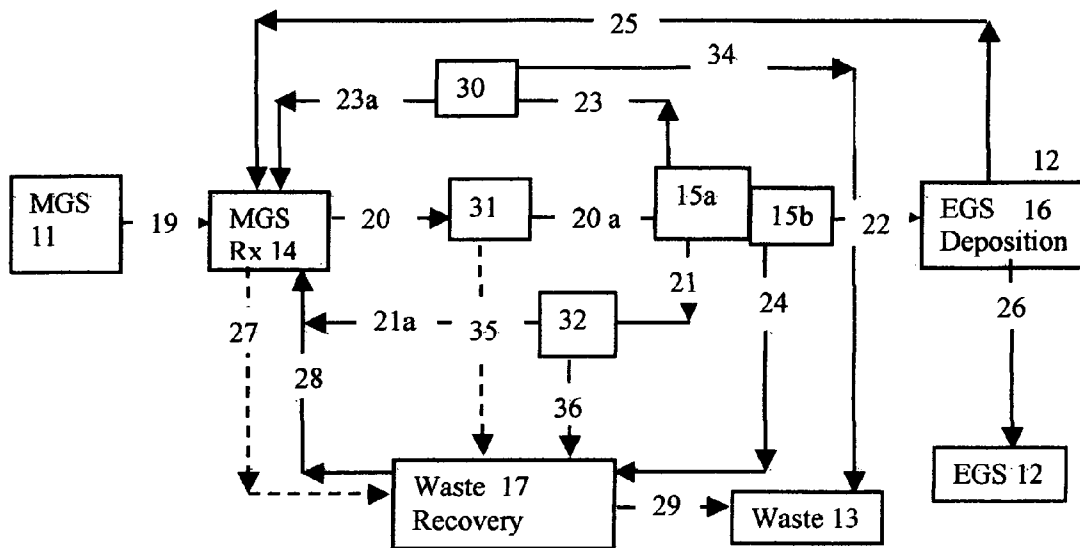 25
34
30
23a
23
12
MGS
11
19
MGS
Rx 14
20
31
20 a
15a
15b
22
EGS 16
Deposition
21
24
26
27
21a
35
32
28
36
EGS 12
Waste 17
Recovery
29
Waste 13